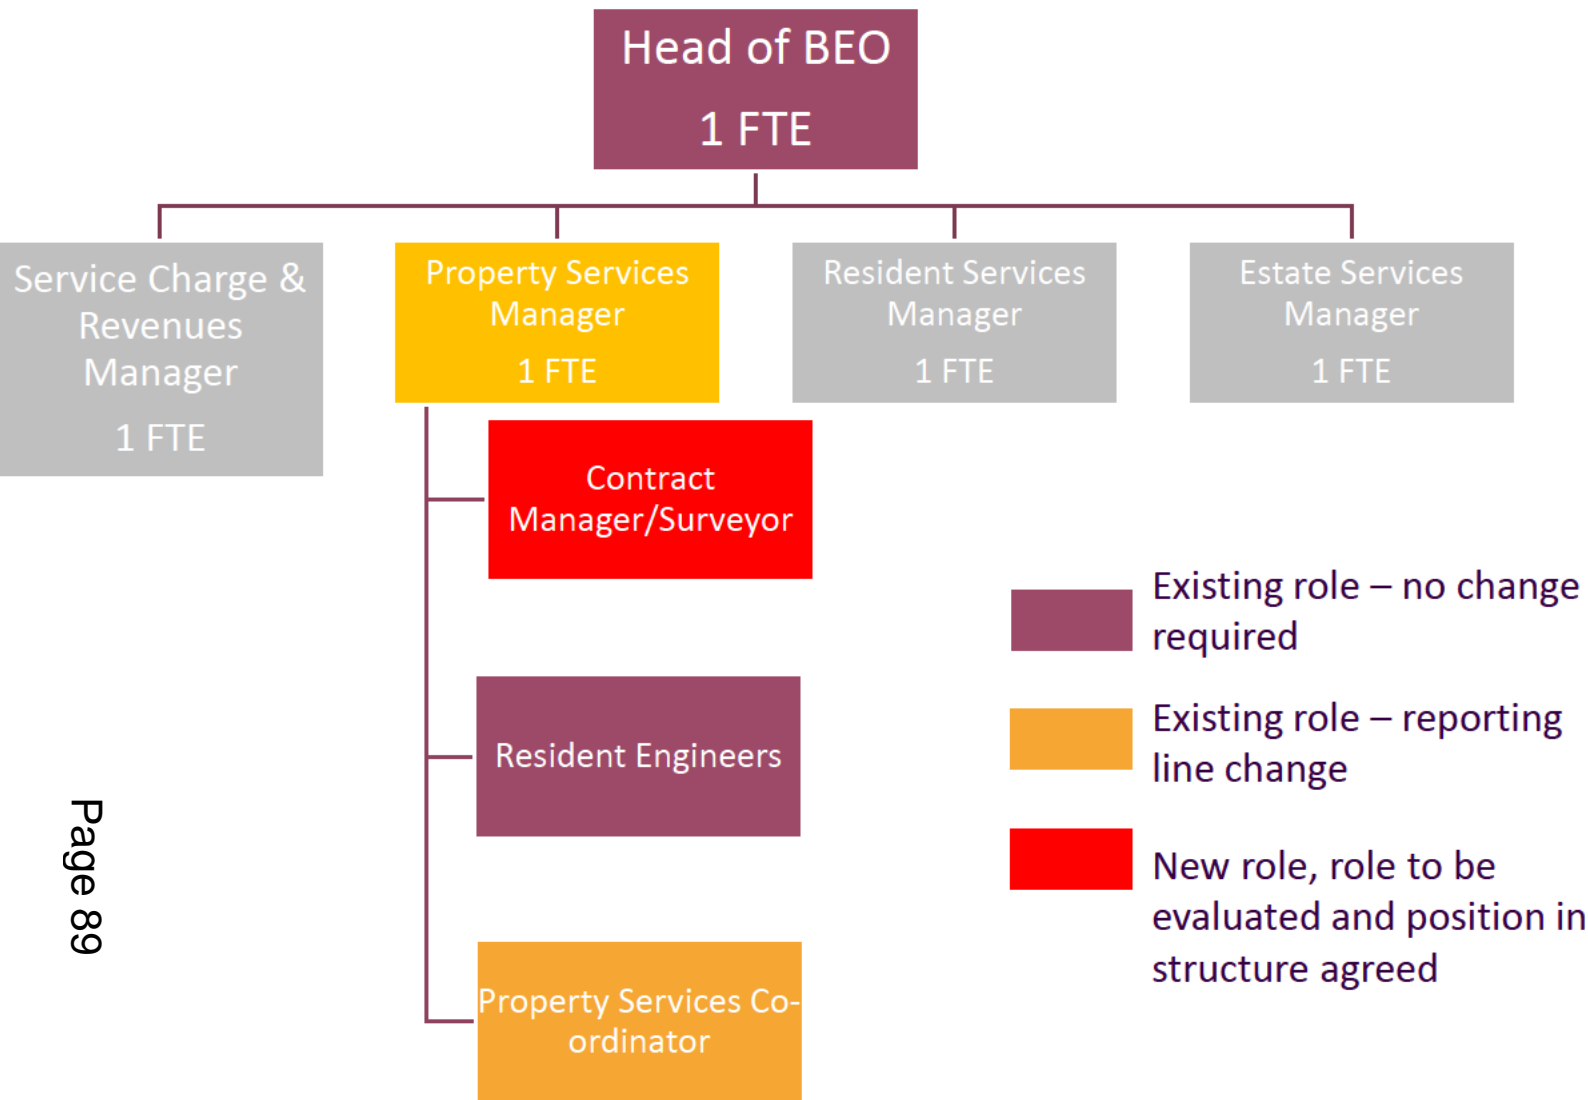 Head of BEO
1 FTE
Service Charge &
Revenues
Manager
1 FTE
Property Services
Manager
1 FTE
Resident Services
Manager
1 FTE
Estate Services
Manager
1 FTE
Contract
Manager/Surveyor
Resident Engineers
Property Services Co-
ordinator
Existing role – no change
required
Existing role – reporting
line change
New role, role to be
evaluated and position in
structure agreed
Page 89